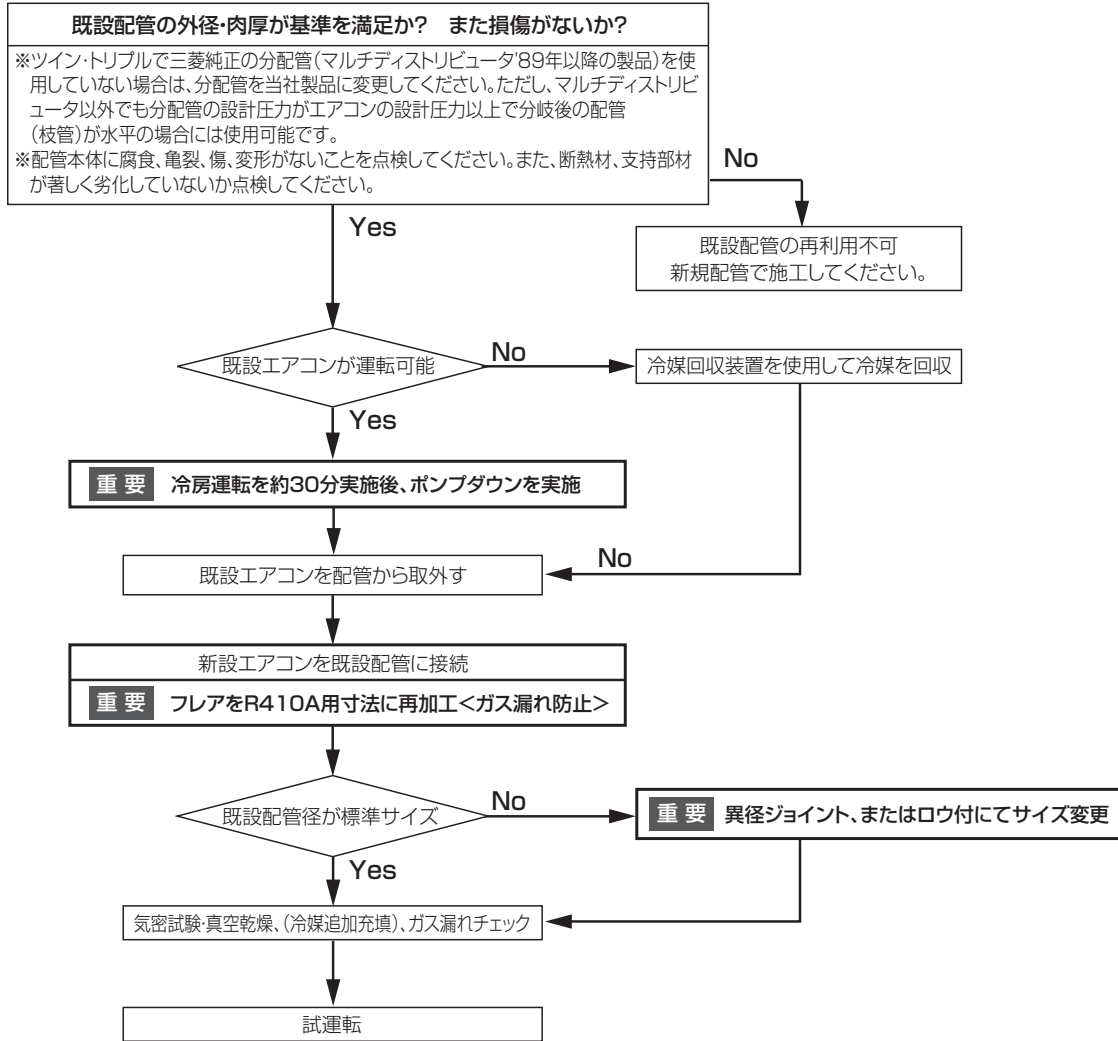 既設配管の外径・肉厚が基準を満足か? また損傷がないか?
※ツイン・トリプルで三菱純正の分配管(マルチディストリビュータ'89年以降の製品)を使
用していない場合は、分配管を当社製品に変更してください。ただし、マルチディストリビ
ュータ以外でも分配管の設計圧力がエアコンの設計圧力以上で分岐後の配管
(枝管)が水平の場合には使用可能です。
※配管本体に腐食、亀裂、傷、変形がないことを点検してください。また、断熱材、支持部材
が著しく劣化していないか点検してください。
No
Yes
既設配管の再利用不可
新規配管で施工してください。
既設エアコンが運転可能
No
冷媒回収装置を使用して冷媒を回収
Yes
重要 冷房運転を約30分実施後、ポンプダウンを実施
No
既設エアコンを配管から取外す
新設エアコンを既設配管に接続
重要 フレアをR410A用寸法に再加工<ガス漏れ防止>
既設配管径が標準サイズ
No
重要 異径ジョイント、またはロウ付にてサイズ変更
Yes
気密試験・真空乾燥、(冷媒追加充填)、ガス漏れチェック
試運転